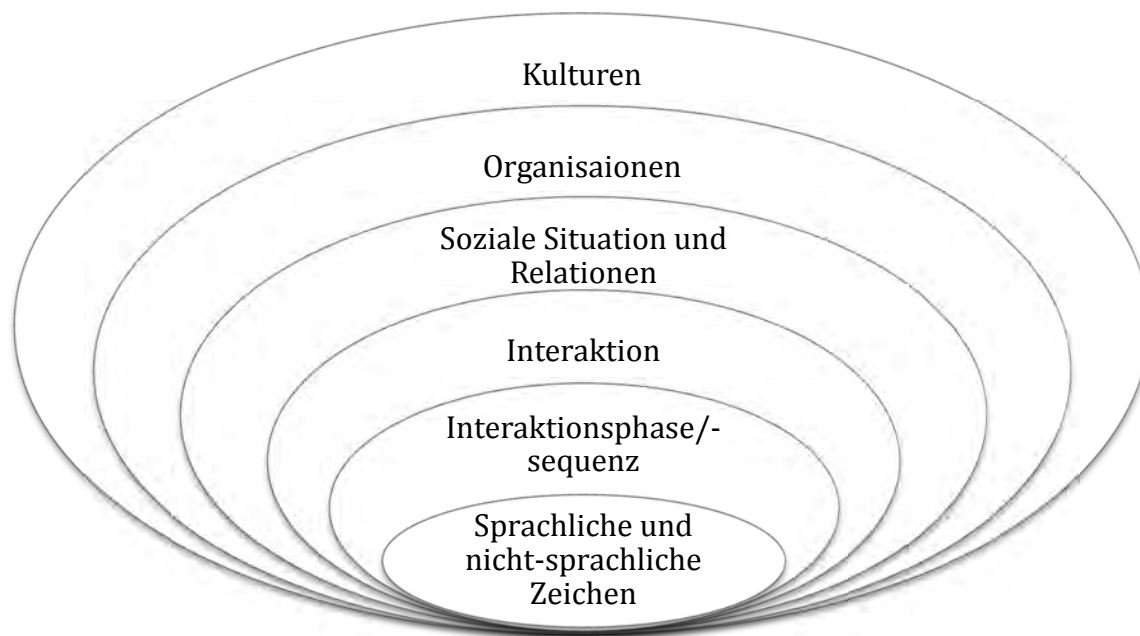 Kulturen
Organisaionen
Soziale Situation und
Relationen
Interaktion
Interaktionsphase/-
sequenz
Sprachliche und
nicht-sprachliche
Zeichen